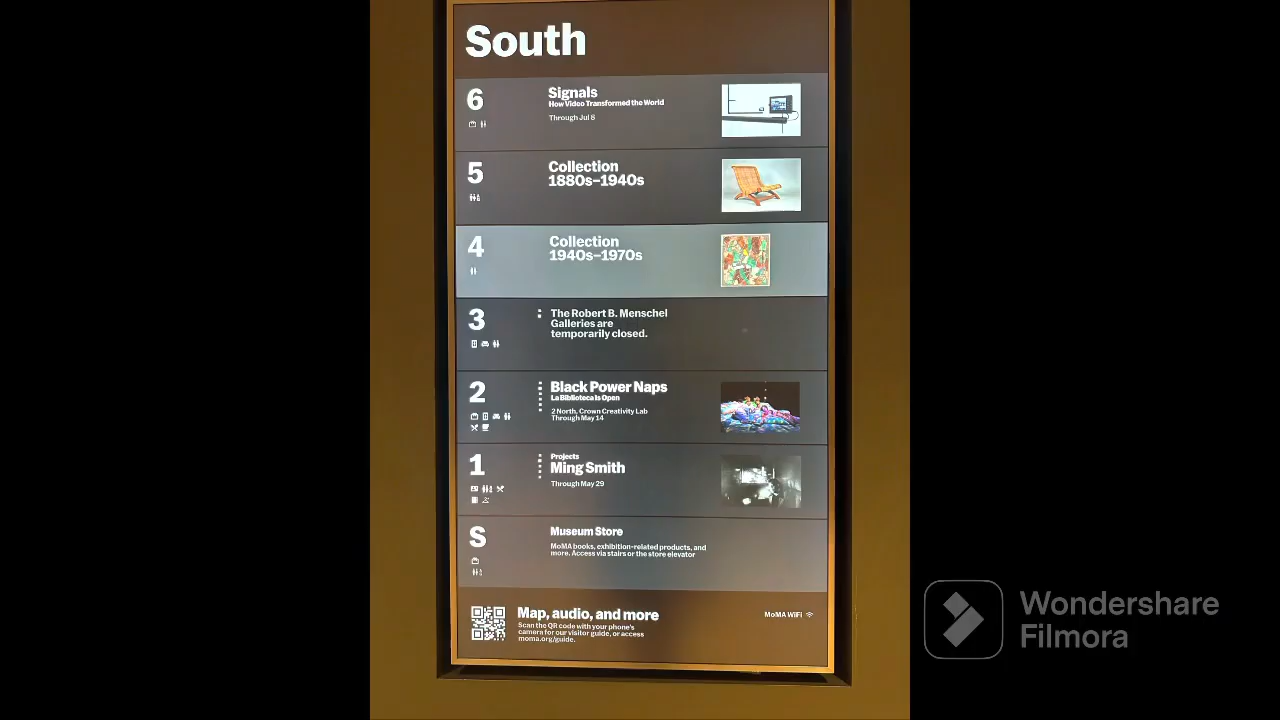 South
6
Signals
How Video Transformed the World
Through Jul 8
5
Collection
1880s–1940s
4
Collection
1940s–1970s
3
The Robert B. Menschel
Galleries are
temporarily closed.
2
Black Power Naps
La Biblioteca Is Open
2 North, Crown Creativity Lab
Through May 14
1
Projects
Ming Smith
Through May 29
S
Museum Store
MoMA books, exhibition-related products, and
more. Access via stairs or the store elevator
Map, audio, and more
Scan the QR code with your phone's
camera for our visitor guide, or access
moma.org/guide.
MoMA WiFi
Wondershare
Filmora